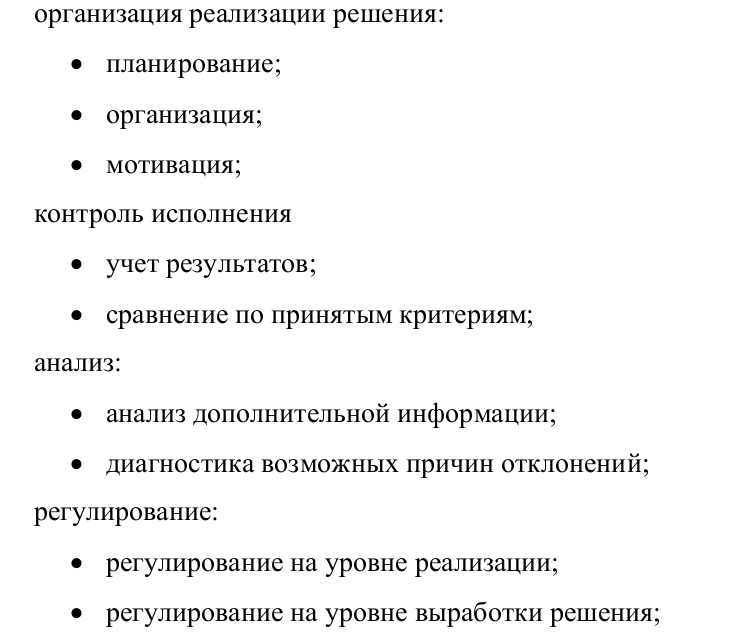 организация реализации решения:
• планирование;
• организация;
• мотивация;
контроль исполнения
• учет результатов;
• сравнение по принятым критериям;
анализ:
• анализ дополнительной информации;
• диагностика возможных причин отклонений;
регулирование:
• регулирование на уровне реализации;
• регулирование на уровне выработки решения;